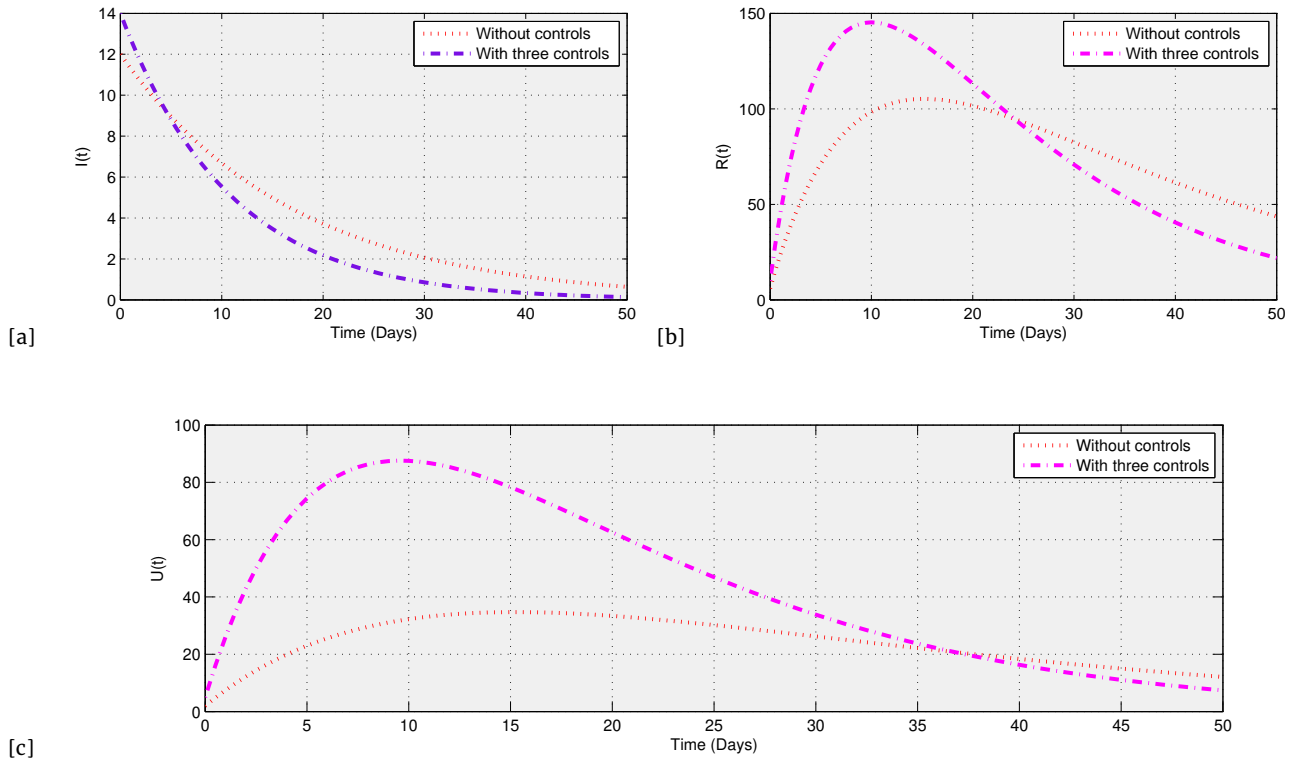 14
12
10
8
6
4
2
0
I(t)
Without controls
With three controls
0 10 20 30 40 50
Time (Days)
[a]
150
100
50
0
R(t)
Without controls
With three controls
0 10 20 30 40 50
Time (Days)
[b]
100
80
60
40
20
0
U(t)
Without controls
With three controls
0 5 10 15 20 25 30 35 40 45 50
Time (Days)
[c]